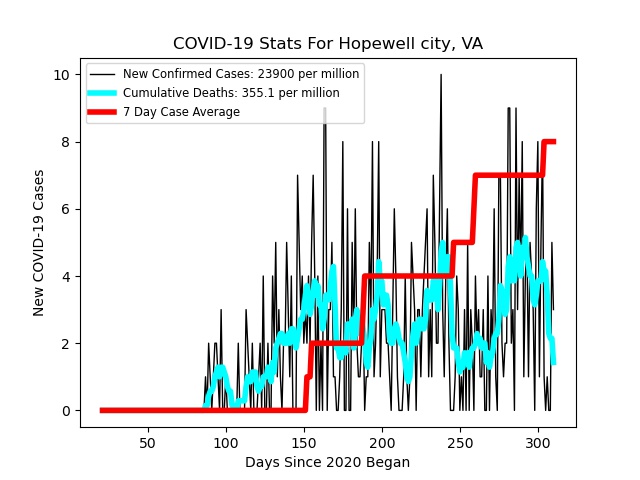 COVID-19 Stats For Hopewell city, VA
New Confirmed Cases: 23900 per million
Cumulative Deaths: 355.1 per million
7 Day Case Average
10
8
6
4
2
0
New COVID-19 Cases
50 100 150 200 250 300
Days Since 2020 Began